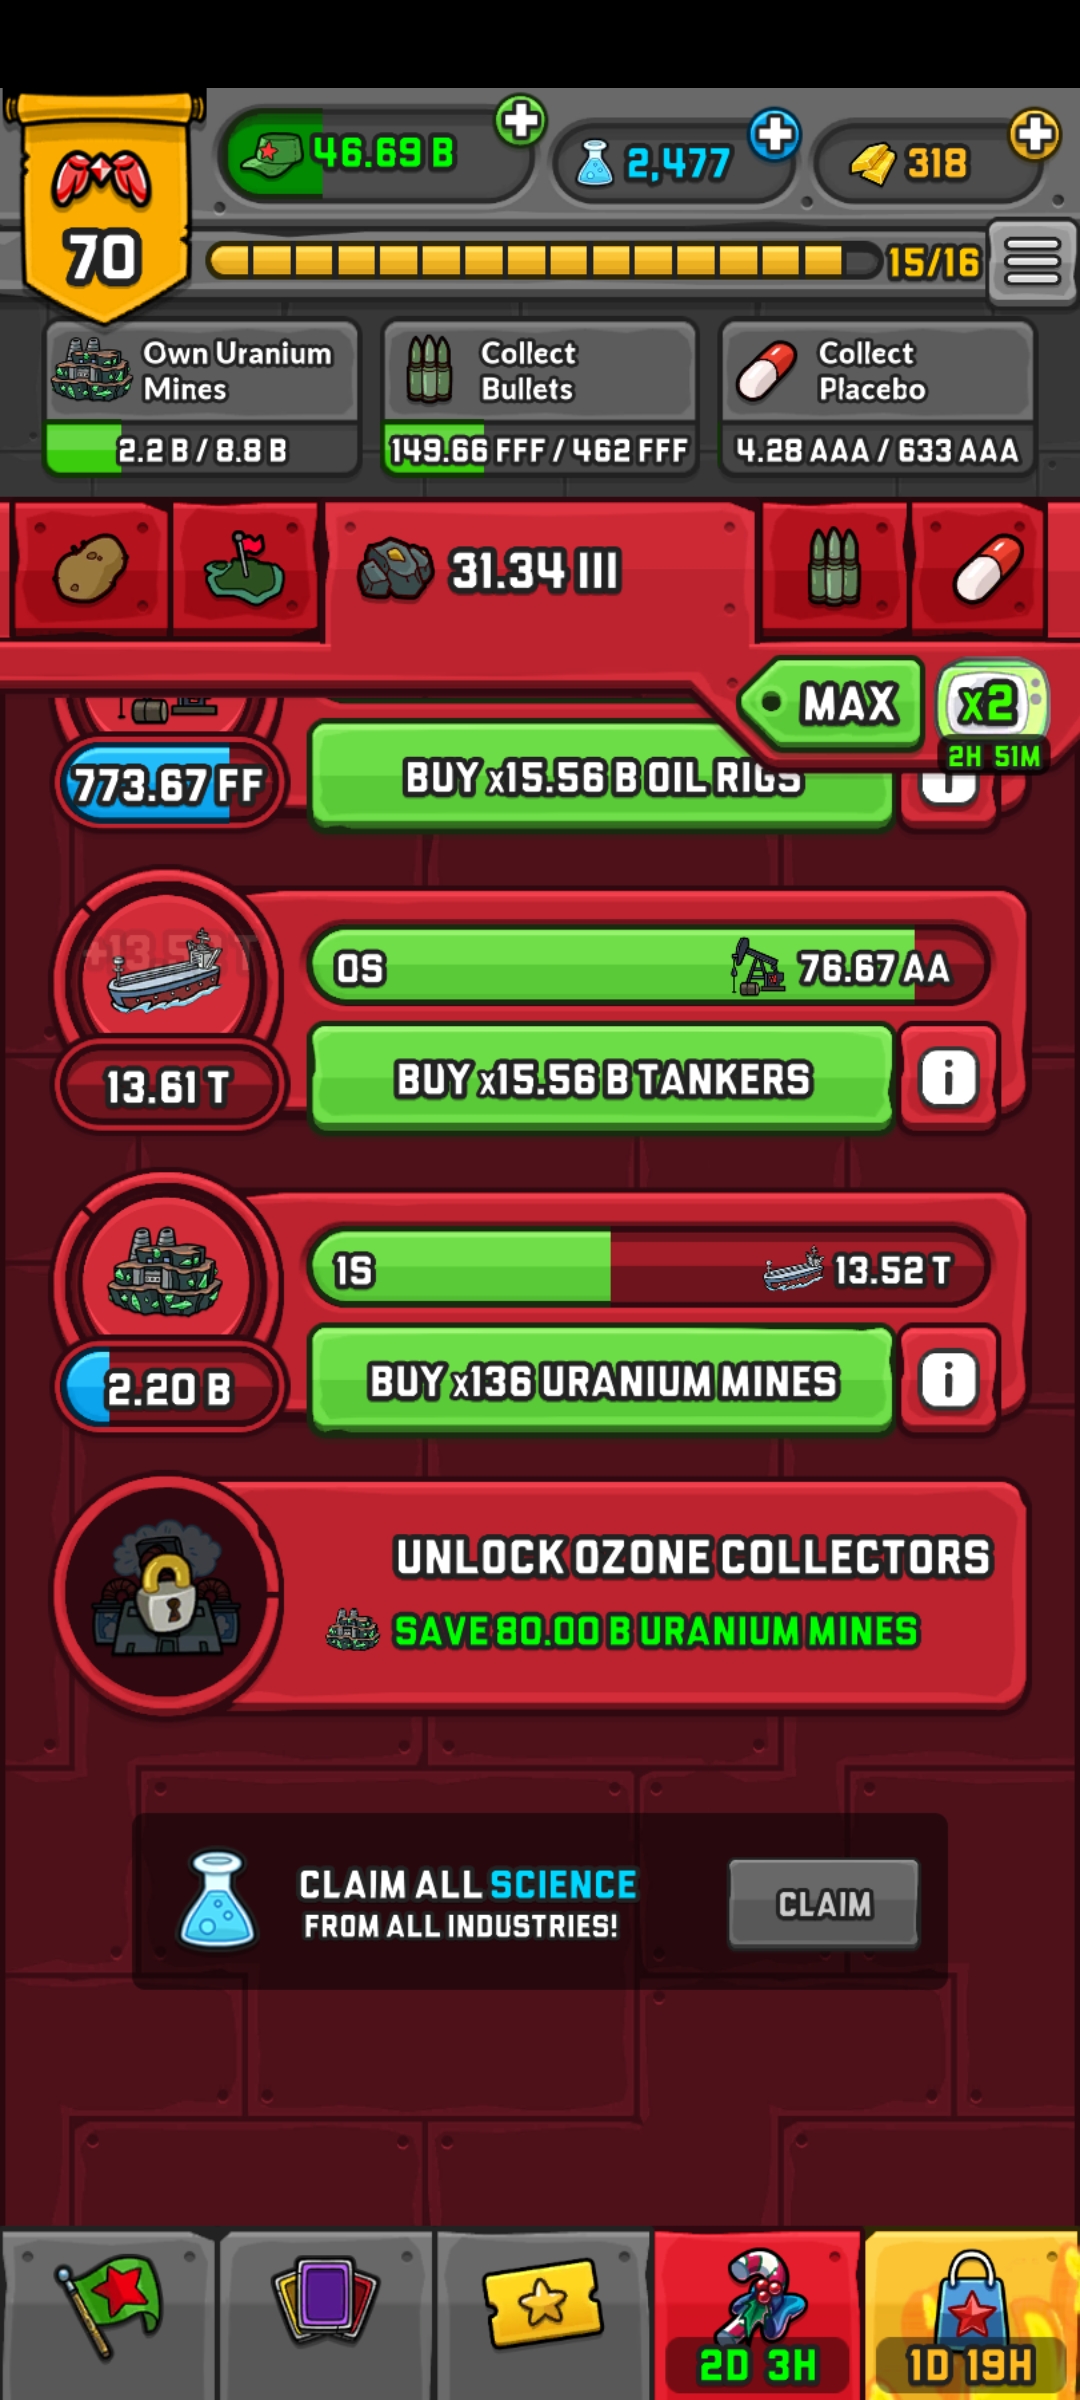 46.69 B
2,477
318
70
15/16
Own Uranium
Mines
2.2 B / 8.8 B
Collect
Bullets
149.66 FFF / 462 FFF
Collect
Placebo
4.28 AAA / 633 AAA
31.34 III
MAX
x2
2H 51M
773.67 FF
BUY x15.56 B OIL RIGS
+13.52 T
0S
76.67 AA
13.61 T
BUY x15.56 B TANKERS
i
1S
13.52 T
2.20 B
BUY x136 URANIUM MINES
i
UNLOCK OZONE COLLECTORS
SAVE 80.00 B URANIUM MINES
CLAIM ALL SCIENCE
FROM ALL INDUSTRIES!
CLAIM
2D 3H
1D 19H